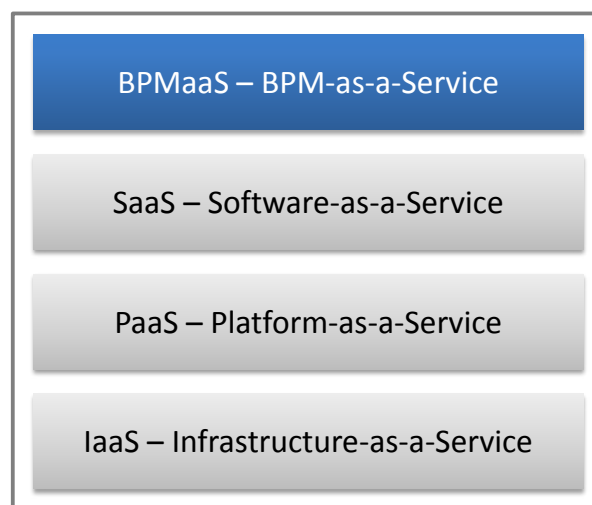 BPMaaS – BPM-as-a-Service
SaaS – Software-as-a-Service
PaaS – Platform-as-a-Service
IaaS – Infrastructure-as-a-Service